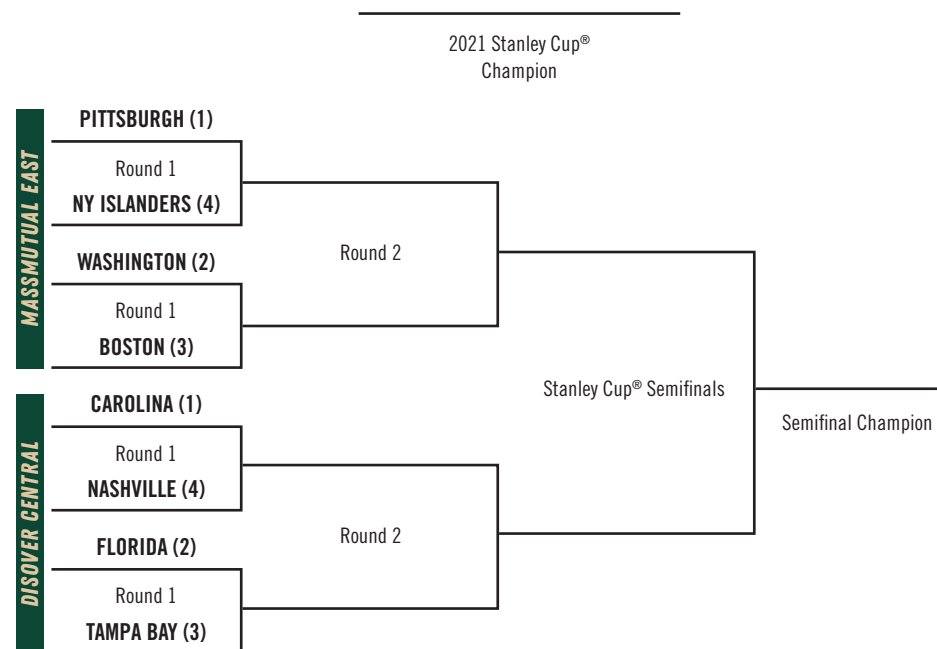 2021 Stanley Cup®
Champion
MASSMUTUAL EAST
PITTSBURGH (1)
Round 1
NY ISLANDERS (4)
WASHINGTON (2)
Round 1
BOSTON (3)
Round 2
DISOVER CENTRAL
CAROLINA (1)
Round 1
NASHVILLE (4)
FLORIDA (2)
Round 1
TAMPA BAY (3)
Round 2
Stanley Cup® Semifinals
Semifinal Champion